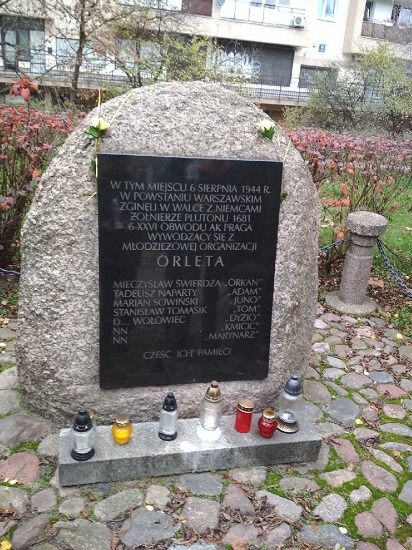 W TYM MIEJSCU 6 SIERPNIA 1944 R.
W POWSTANIU WARSZAWSKIM
ZGINĘLI W WALCE Z NIEMCAMI
ŻOŁNIERZE PLUTONU 1681
6-XXVI OBWODU AK PRAGA
WYWODZĄCY SIĘ Z
MŁODZIEŻOWEJ ORGANIZACJI
ORLĘTA
MIECZYSŁAW ŚWIERDZA „ORKAN"
TADEUSZ NAPARTY „ADAM"
MARIAN SOWIŃSKI „JUNO"
STANISŁAW TOMASIK „TOM"
D.... WOŁOWIEC „DYZIO"
NN „KMICIC"
NN „MARYNARZ"
CZEŚĆ ICH PAMIĘCI